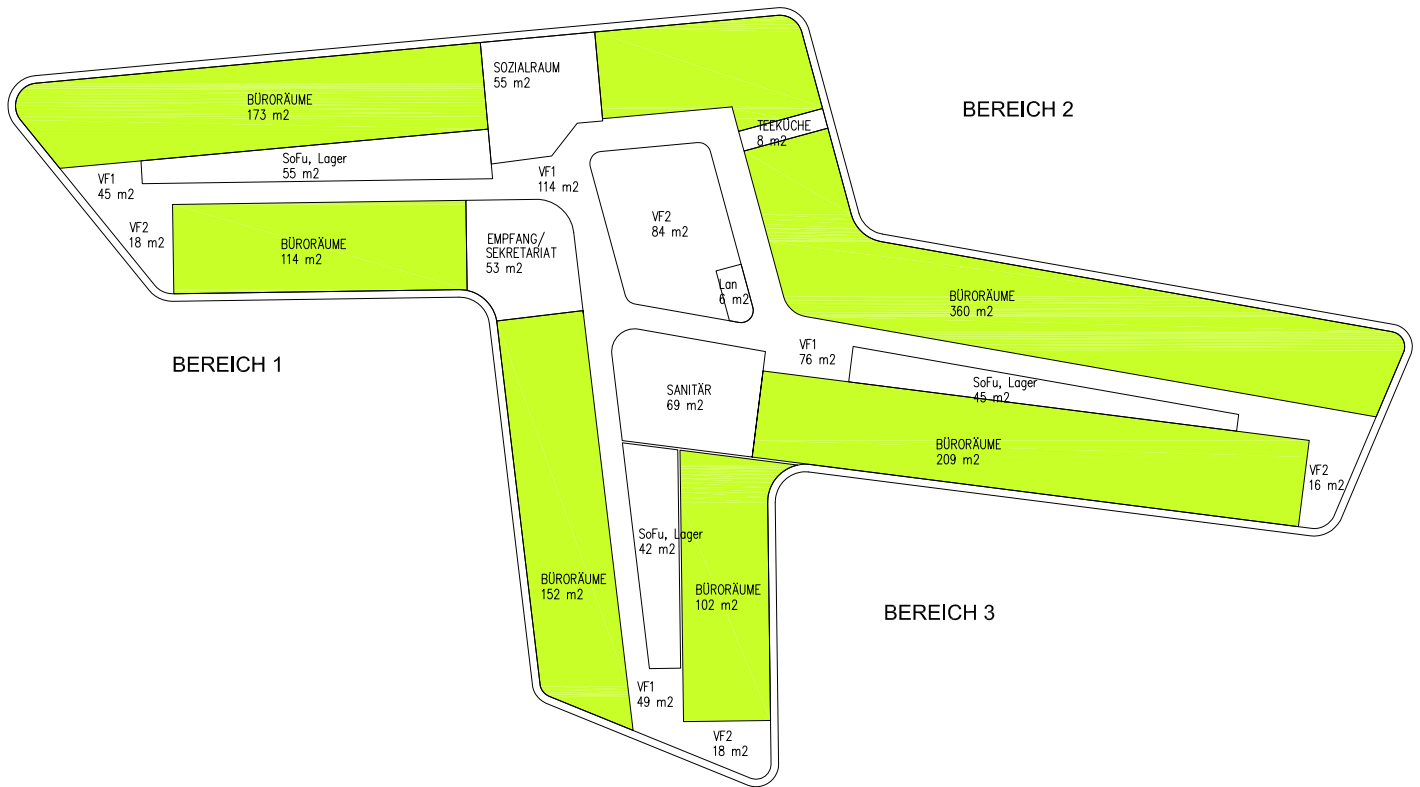 SOZIALRAUM
55 m2
BÜRORÄUME
173 m2
BEREICH 2
TEEKÜCHE
8 m2
SoFu, Lager
55 m2
VF1
45 m2
VF1
114 m2
VF2
18 m2
VF2
84 m2
BÜRORÄUME
114 m2
EMPFANG/
SEKRETARIAT
53 m2
Lan
6 m2
BÜRORÄUME
360 m2
BEREICH 1
VF1
76 m2
SANITÄR
69 m2
SoFu, Lager
45 m2
BÜRORÄUME
209 m2
VF2
16 m2
SoFu, Lager
42 m2
BÜRORÄUME
152 m2
BÜRORÄUME
102 m2
BEREICH 3
VF1
49 m2
VF2
18 m2